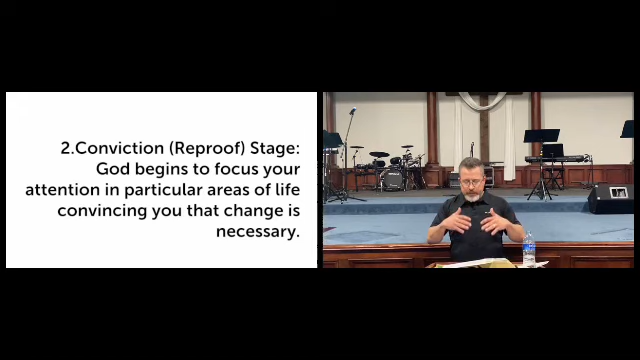 2.Conviction (Reproof) Stage:
God begins to focus your
attention in particular areas of life
convincing you that change is
necessary.